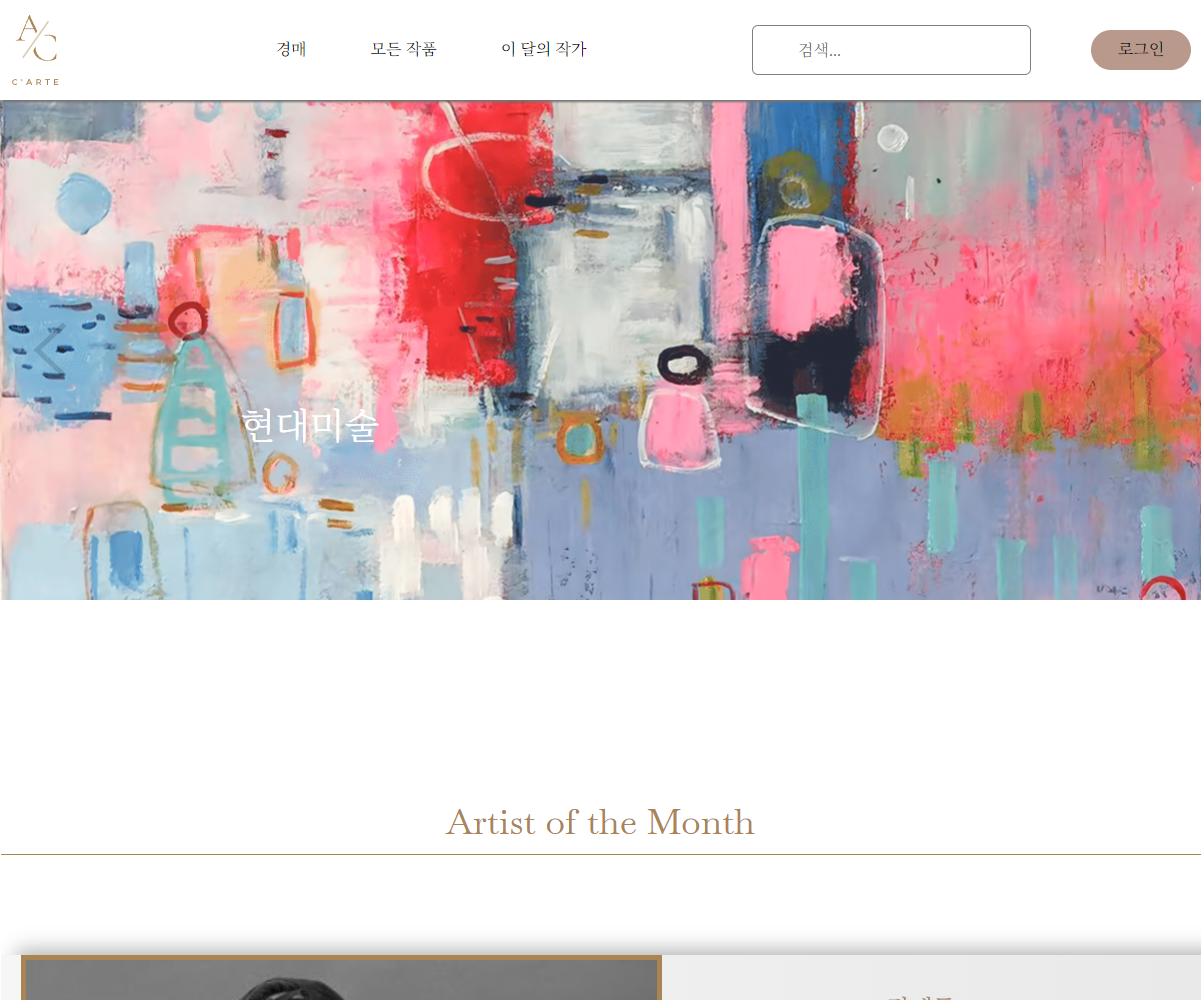 A/C
C'ARTE
경매
모든 작품
이 달의 작가
검색...
로그인
현대미술
Artist of the Month